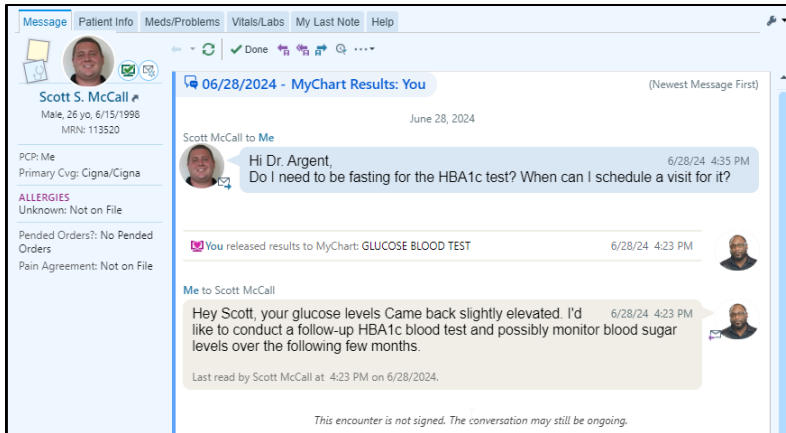 Message Patient Info Meds/Problems Vitals/Labs My Last Note Help
Done
Scott S. McCall
Male, 26 yo, 6/15/1998
MRN: 113520
PCP: Me
Primary Cvg: Cigna/Cigna
ALLERGIES
Unknown: Not on File
Pended Orders?: No Pended
Orders
Pain Agreement: Not on File
06/28/2024 - MyChart Results: You
(Newest Message First)
June 28, 2024
Scott McCall to Me
Hi Dr. Argent,
6/28/24 4:35 PM
Do I need to be fasting for the HBA1c test? When can I schedule a visit for it?
You released results to MyChart: GLUCOSE BLOOD TEST
6/28/24 4:23 PM
Me to Scott McCall
Hey Scott, your glucose levels Came back slightly elevated. I'd
6/28/24 4:23 PM
like to conduct a follow-up HBA1c blood test and possibly monitor blood sugar
levels over the following few months.
Last read by Scott McCall at 4:23 PM on 6/28/2024.
This encounter is not signed. The conversation may still be ongoing.